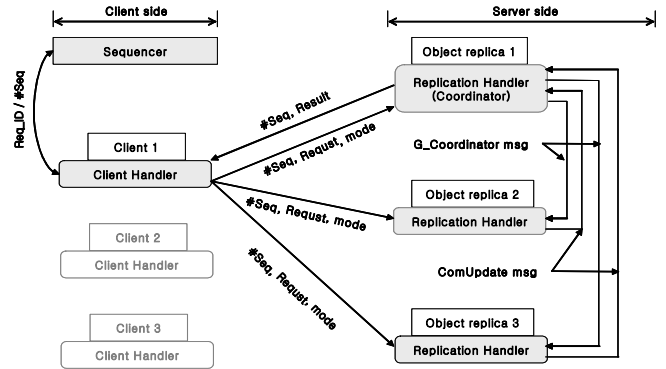 Client side
Server side
Sequencer
Object replica 1
Replication Handler
(Coordinator)
Req_ID / #Seq
#Seq, Result
#Seq, Requst, mode
G_Coordinator msg
Client 1
Client Handler
Object replica 2
Replication Handler
#Seq, Requst, mode
Client 2
Client Handler
ComUpdate msg
#Seq, Requst, mode
Client 3
Client Handler
Object replica 3
Replication Handler